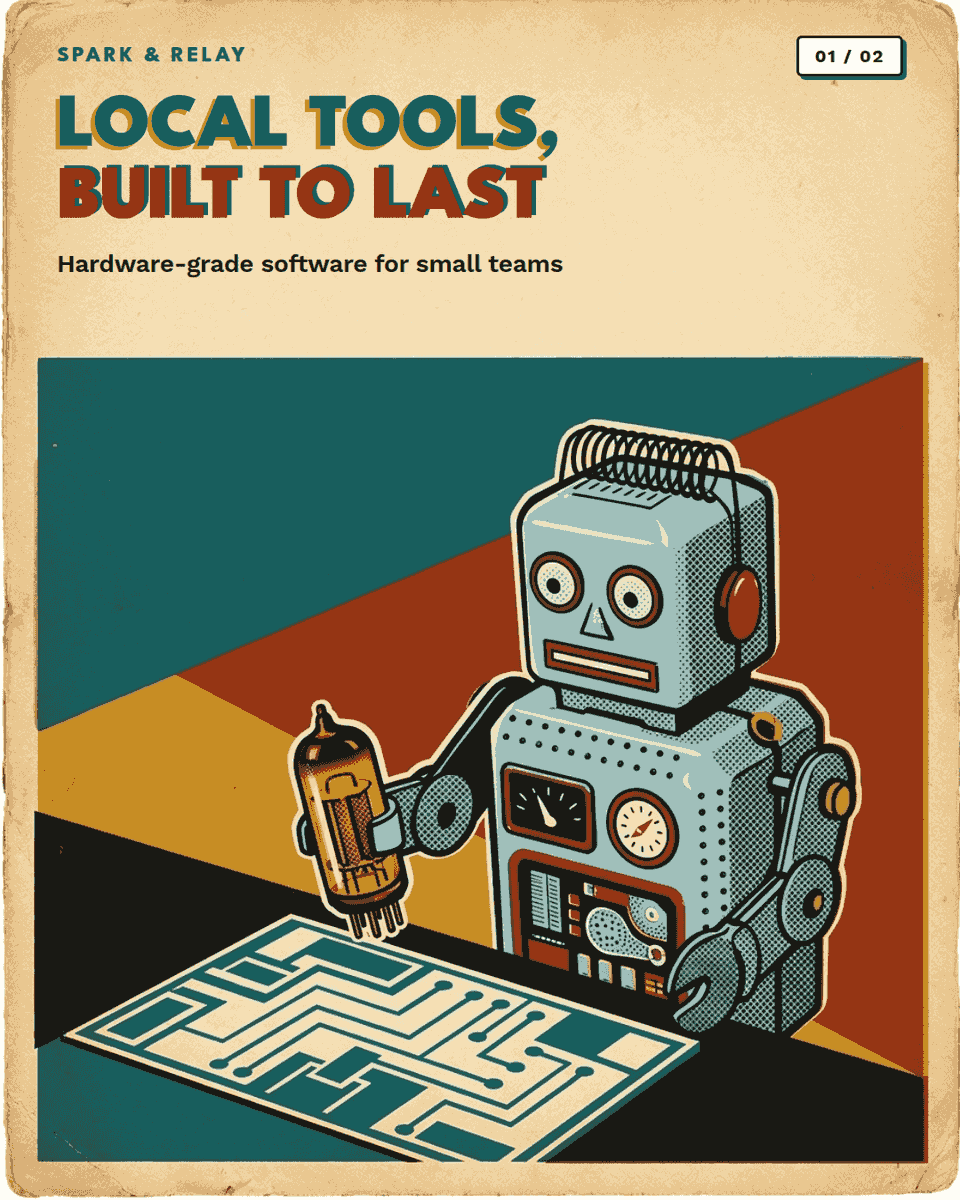 SPARK & RELAY
01 / 02
LOCAL TOOLS,
BUILT TO LAST
Hardware-grade software for small teams